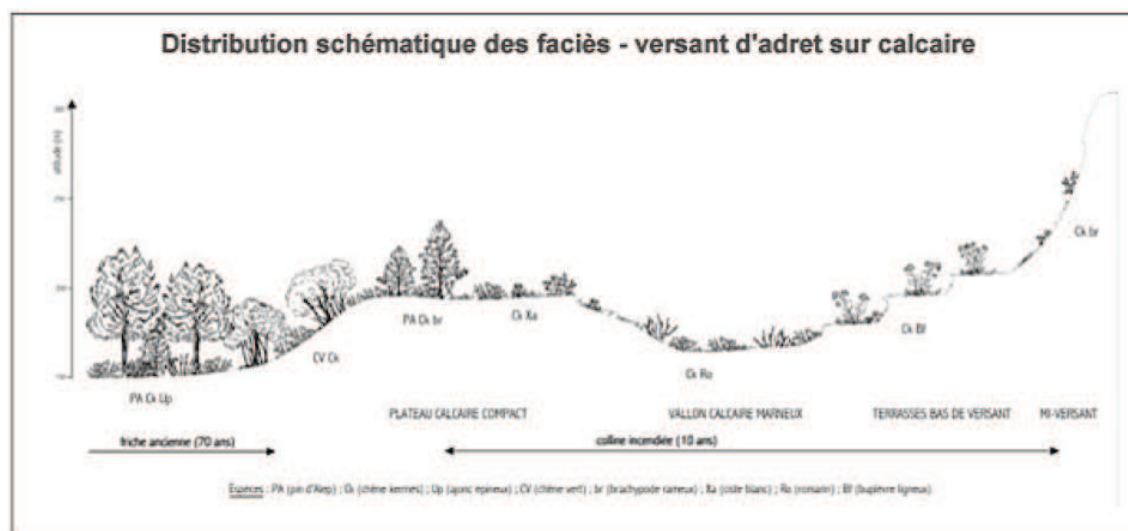 Distribution schématique des faciès - versant d'adret sur calcaire
altitude (m)
Ck br
PA Ck br
Ck Xa
CV Ck
Ck Bf
Ck Ro
PA Ck Up
PLATEAU CALCAIRE COMPACT
VALLON CALCAIRE MARNEUX
TERRASSES BAS DE VERSANT
MI-VERSANT
friche ancienne (70 ans)
colline incendiée (10 ans)
Espèces : PA (pin d'Alep) ; Ck (chêne kermes) ; Up (ajonc épineux) ; CV (chêne vert) ; br (brachypode rameux) ; Xa (ciste blanc) ; Ro (romarin) ; Bf (buplèvre ligneux)